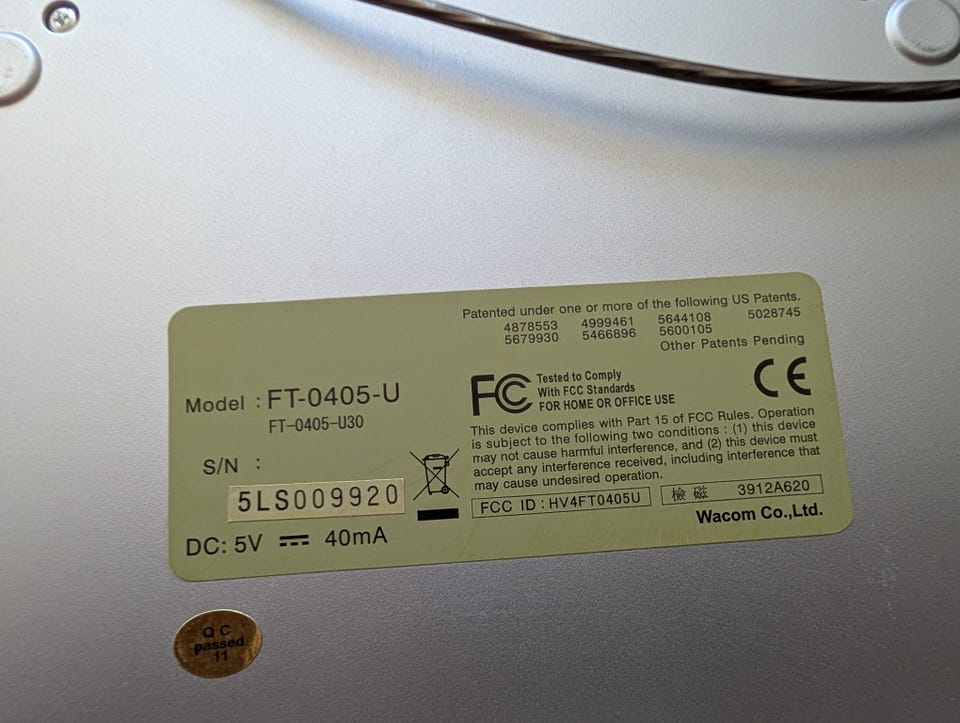 Patented under one or more of the following US Patents.
4878553 4999461 5644108 5028745
5679930 5466896 5600105
Other Patents Pending
Model : FT-0405-U
FT-0405-U30
S/N :
5LS009920
DC: 5V 40mA
FC Tested to Comply
With FCC Standards
FOR HOME OR OFFICE USE
CE
This device complies with Part 15 of FCC Rules. Operation
is subject to the following two conditions : (1) this device
may not cause harmful interference, and (2) this device must
accept any interference received, including interference that
may cause undesired operation.
FCC ID : HV4FT0405U
檢 磁 3912A620
Wacom Co.,Ltd.
Q C
passed
11